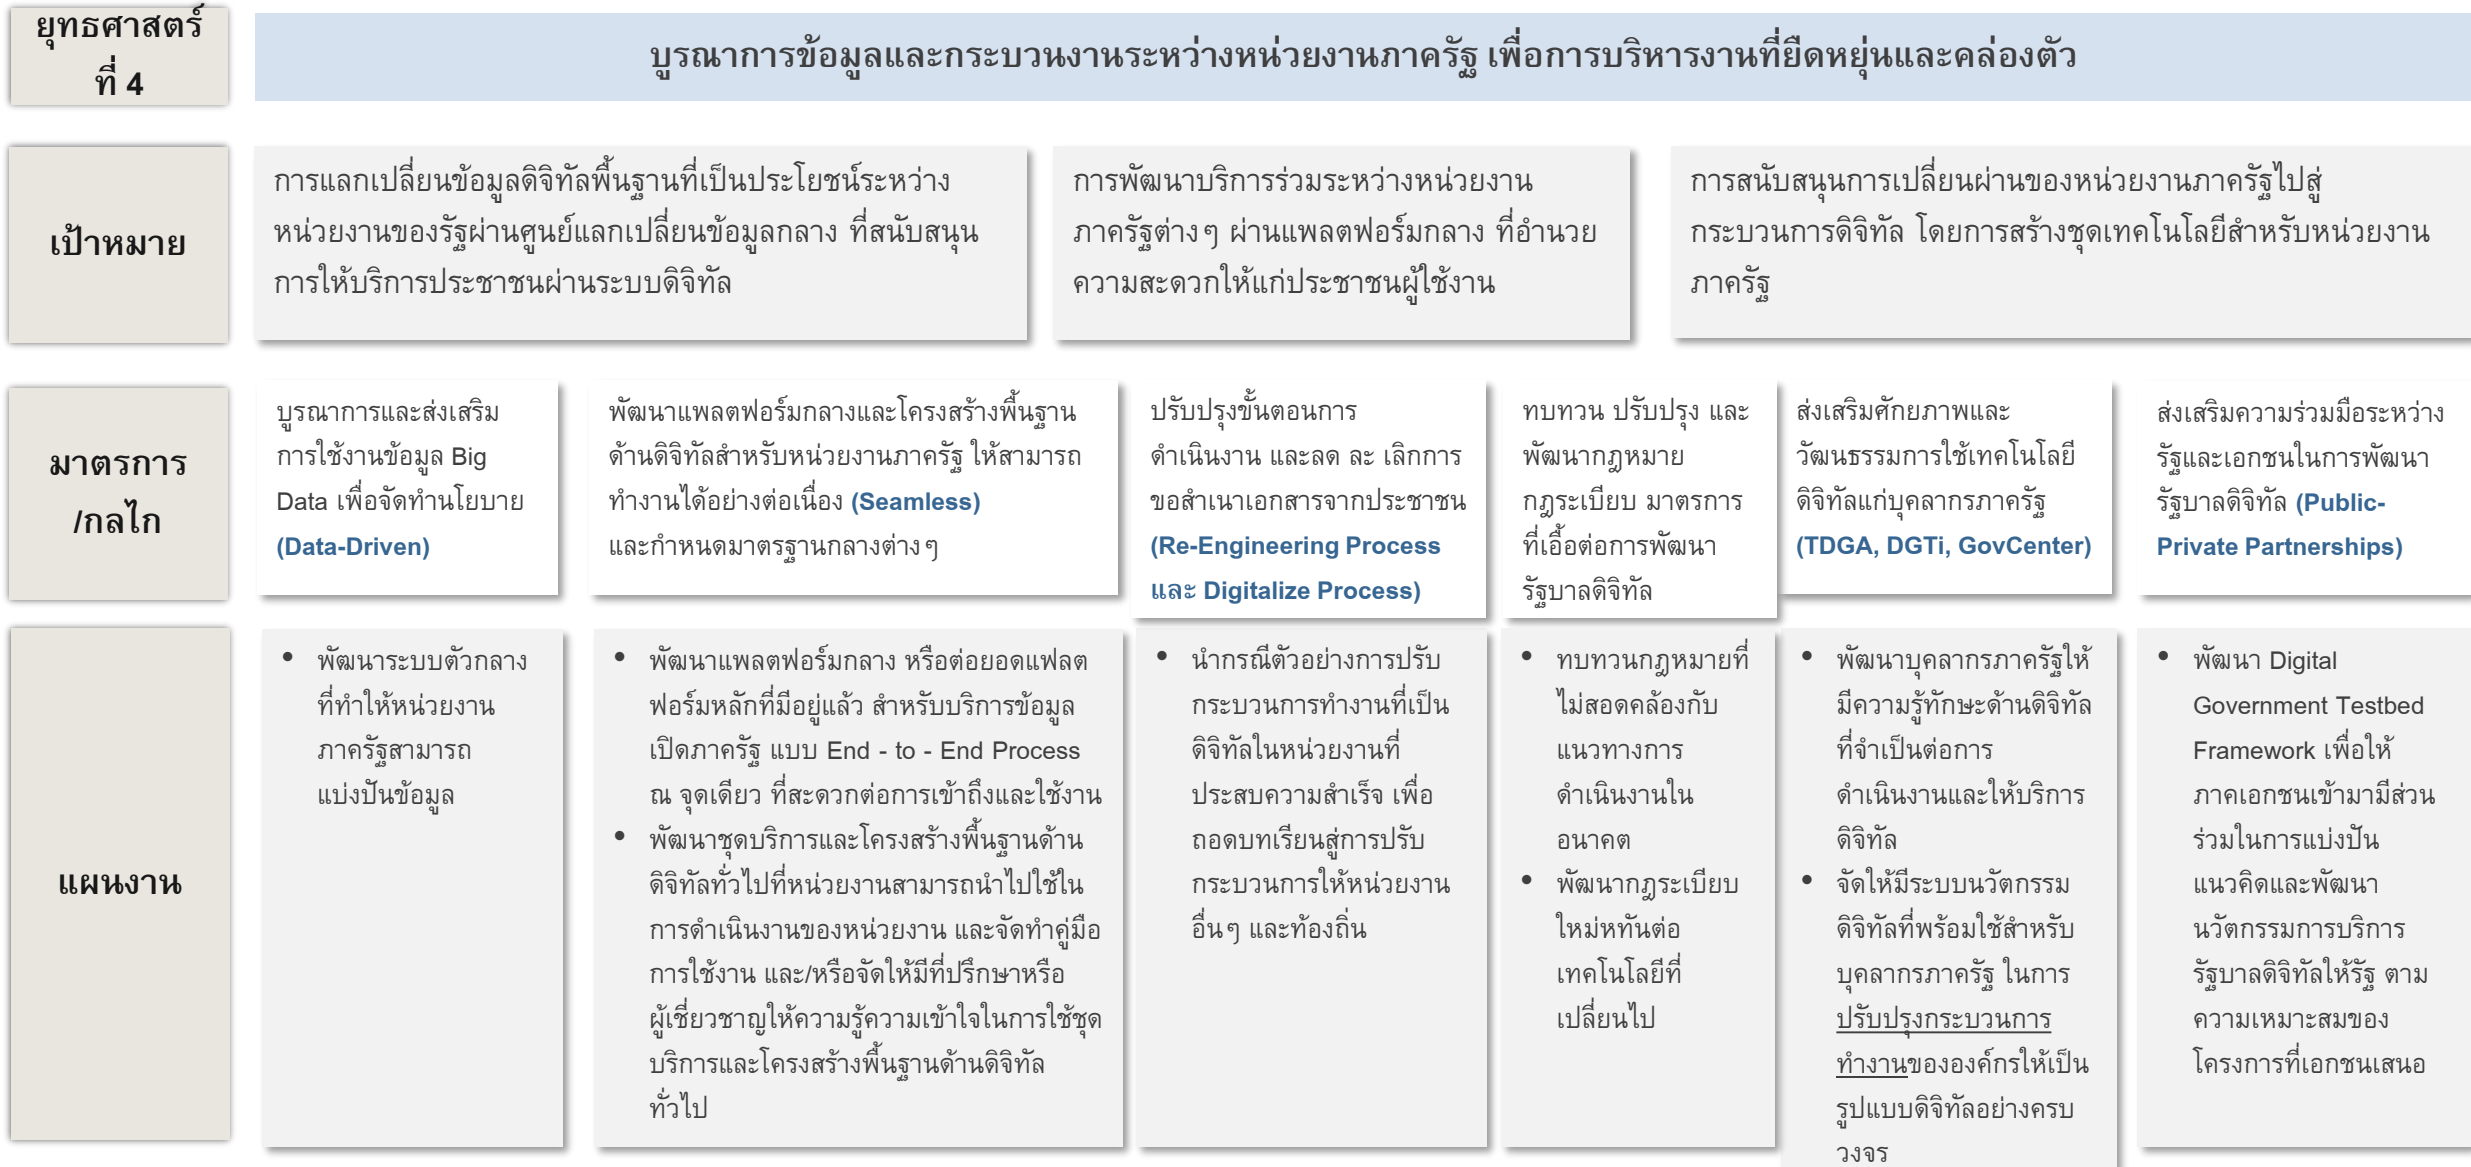 ยุทธศาสตร์
ที่ 4
บูรณาการข้อมูลและกระบวนงานระหว่างหน่วยงานภาครัฐ เพื่อการบริหารงานที่ยืดหยุ่นและคล่องตัว
เป้าหมาย
การแลกเปลี่ยนข้อมูลดิจิทัลพื้นฐานที่เป็นประโยชน์ระหว่าง
หน่วยงานของรัฐผ่านศูนย์แลกเปลี่ยนข้อมูลกลาง ที่สนับสนุน
การให้บริการประชาชนผ่านระบบดิจิทัล
การพัฒนาบริการร่วมระหว่างหน่วยงาน
ภาครัฐต่างๆ ผ่านแพลตฟอร์มกลาง ที่อำนวย
ความสะดวกให้แก่ประชาชนผู้ใช้งาน
การสนับสนุนการเปลี่ยนผ่านของหน่วยงานภาครัฐไปสู่
กระบวนการดิจิทัล โดยการสร้างชุดเทคโนโลยีสำหรับหน่วยงาน
ภาครัฐ
มาตรการ
/กลไก
บูรณาการและส่งเสริม
การใช้งานข้อมูล Big
Data เพื่อจัดทำนโยบาย
(Data-Driven)
พัฒนาแพลตฟอร์มกลางและโครงสร้างพื้นฐาน
ด้านดิจิทัลสำหรับหน่วยงานภาครัฐ ให้สามารถ
ทำงานได้อย่างต่อเนื่อง (Seamless)
และกำหนดมาตรฐานกลางต่างๆ
ปรับปรุงขั้นตอนการ
ดำเนินงาน และลด ละ เลิกการ
ขอสำเนาเอกสารจากประชาชน
(Re-Engineering Process
และ Digitalize Process)
ทบทวน ปรับปรุง และ
พัฒนากฎหมาย
กฎระเบียบ มาตรการ
ที่เอื้อต่อการพัฒนา
รัฐบาลดิจิทัล
ส่งเสริมศักยภาพและ
วัฒนธรรมการใช้เทคโนโลยี
ดิจิทัลแก่บุคลากรภาครัฐ
(TDGA, DGTi, GovCenter)
ส่งเสริมความร่วมมือระหว่าง
รัฐและเอกชนในการพัฒนา
รัฐบาลดิจิทัล (Public-
Private Partnerships)
แผนงาน
• พัฒนาระบบตัวกลาง
ที่ทำให้หน่วยงาน
ภาครัฐสามารถ
แบ่งปันข้อมูล
• พัฒนาแพลตฟอร์มกลาง หรือต่อยอดแฟลต
ฟอร์มหลักที่มีอยู่แล้ว สำหรับบริการข้อมูล
เปิดภาครัฐ แบบ End - to - End Process
ณ จุดเดียว ที่สะดวกต่อการเข้าถึงและใช้งาน
• พัฒนาชุดบริการและโครงสร้างพื้นฐานด้าน
ดิจิทัลทั่วไปที่หน่วยงานสามารถนำไปใช้ใน
การดำเนินงานของหน่วยงาน และจัดทำคู่มือ
การใช้งาน และ/หรือจัดให้มีที่ปรึกษาหรือ
ผู้เชี่ยวชาญให้ความรู้ความเข้าใจในการใช้ชุด
บริการและโครงสร้างพื้นฐานด้านดิจิทัล
ทั่วไป
• นำกรณีตัวอย่างการปรับ
กระบวนการทำงานที่เป็น
ดิจิทัลในหน่วยงานที่
ประสบความสำเร็จ เพื่อ
ถอดบทเรียนสู่การปรับ
กระบวนการให้หน่วยงาน
อื่นๆ และท้องถิ่น
• ทบทวนกฎหมายที่
ไม่สอดคล้องกับ
แนวทางการ
ดำเนินงานใน
อนาคต
• พัฒนากฎระเบียบ
ใหม่หทันต่อ
เทคโนโลยีที่
เปลี่ยนไป
• พัฒนาบุคลากรภาครัฐให้
มีความรู้ทักษะด้านดิจิทัล
ที่จำเป็นต่อการ
ดำเนินงานและให้บริการ
ดิจิทัล
• จัดให้มีระบบนวัตกรรม
ดิจิทัลที่พร้อมใช้สำหรับ
บุคลากรภาครัฐ ในการ
ปรับปรุงกระบวนการ
ทำงานขององค์กรให้เป็น
รูปแบบดิจิทัลอย่างครบ
วงจร
• พัฒนา Digital
Government Testbed
Framework เพื่อให้
ภาคเอกชนเข้ามามีส่วน
ร่วมในการแบ่งปัน
แนวคิดและพัฒนา
นวัตกรรมการบริการ
รัฐบาลดิจิทัลให้รัฐ ตาม
ความเหมาะสมของ
โครงการที่เอกชนเสนอ